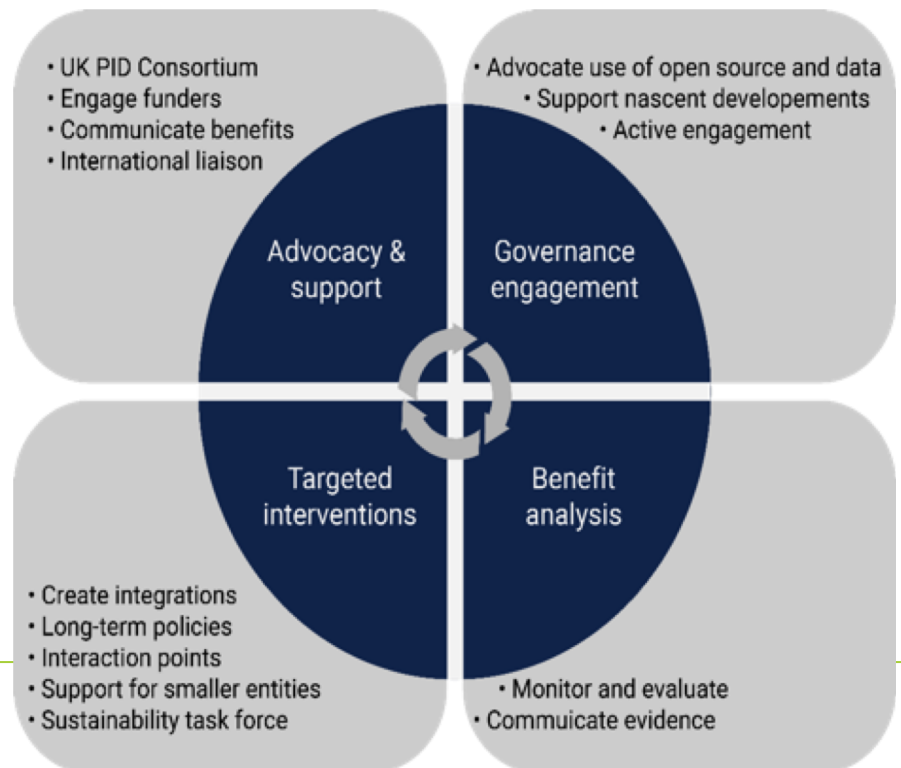 • UK PID Consortium
• Engage funders
• Communicate benefits
• International liaison
• Advocate use of open source and data
• Support nascent developements
• Active engagement
Advocacy &
support
Governance
engagement
Targeted
interventions
Benefit
analysis
• Create integrations
• Long-term policies
• Interaction points
• Support for smaller entities
• Sustainability task force
• Monitor and evaluate
• Commuicate evidence